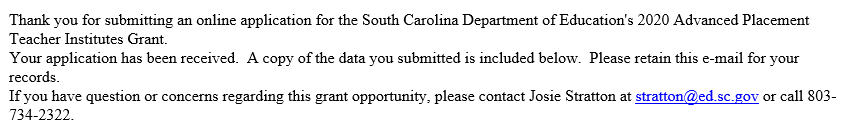 Thank you for submitting an online application for the South Carolina Department of Education's 2020 Advanced Placement
Teacher Institutes Grant.
Your application has been received.  A copy of the data you submitted is included below.  Please retain this e-mail for your
records.
If you have question or concerns regarding this grant opportunity, please contact Josie Stratton at stratton@ed.sc.gov or call 803-
734-2322.